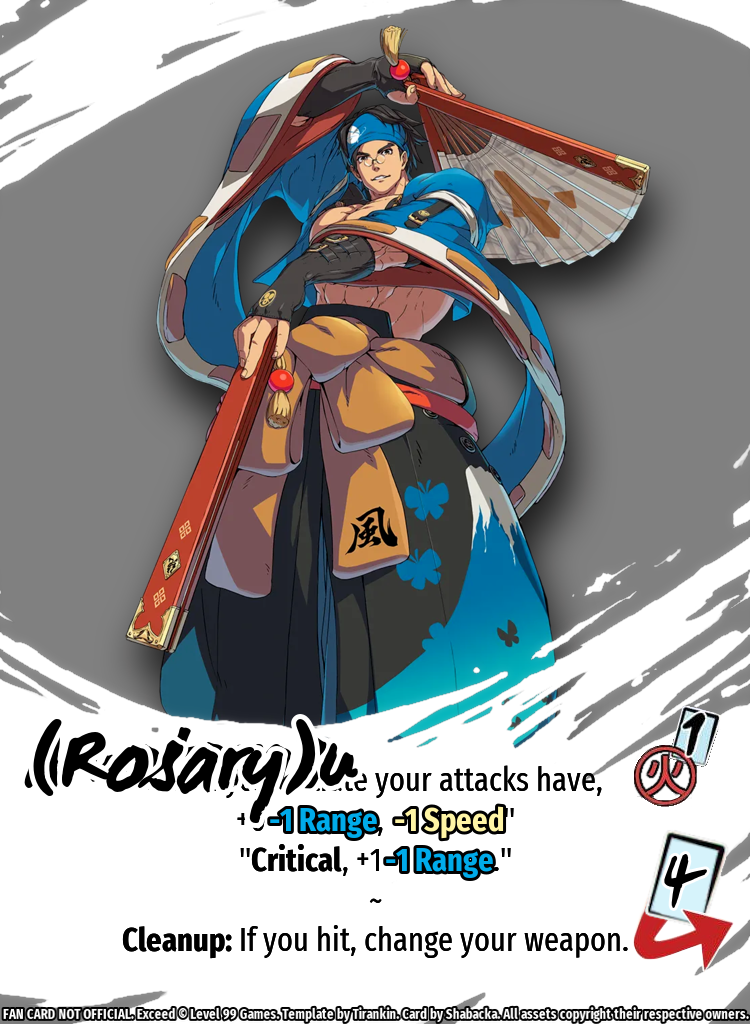 風
((Rosary)u
your attacks have,
-1 Range, -1 Speed"
"Critical, +1 -1 Range."
~
Cleanup: If you hit, change your weapon.
1
火
4
FAN CARD NOT OFFICIAL. Exceed © Level 99 Games. Template by Tirankin. Card by Shabacka. All assets copyright their respective owners.